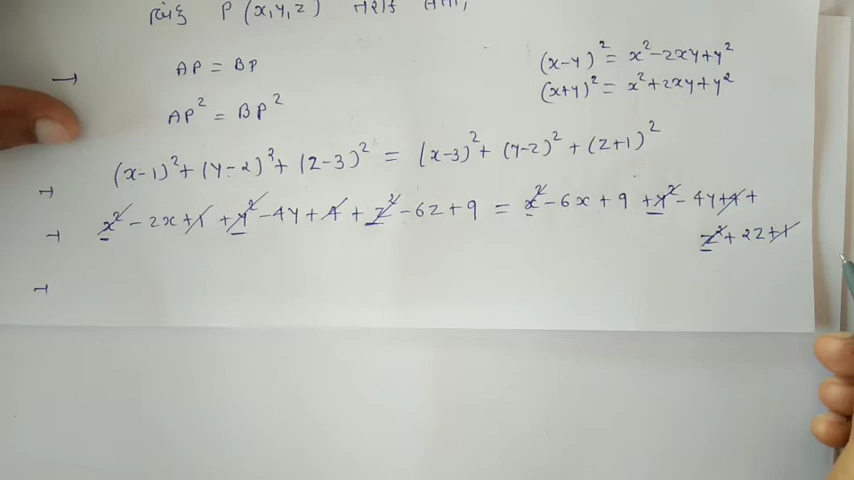 P (x, y, z)
→ AP = BP
(x-y)² = x² - 2xy + y²
(x+y)² = x² + 2xy + y²
AP² = BP²
→ (x-1)² + (y-2)² + (z-3)² = (x-3)² + (y-2)² + (z+1)²
→ x² - 2x + 1 + y² - 4y + 4 + z² - 6z + 9 = x² - 6x + 9 + y² - 4y + 4 +
z² + 2z + 1
→